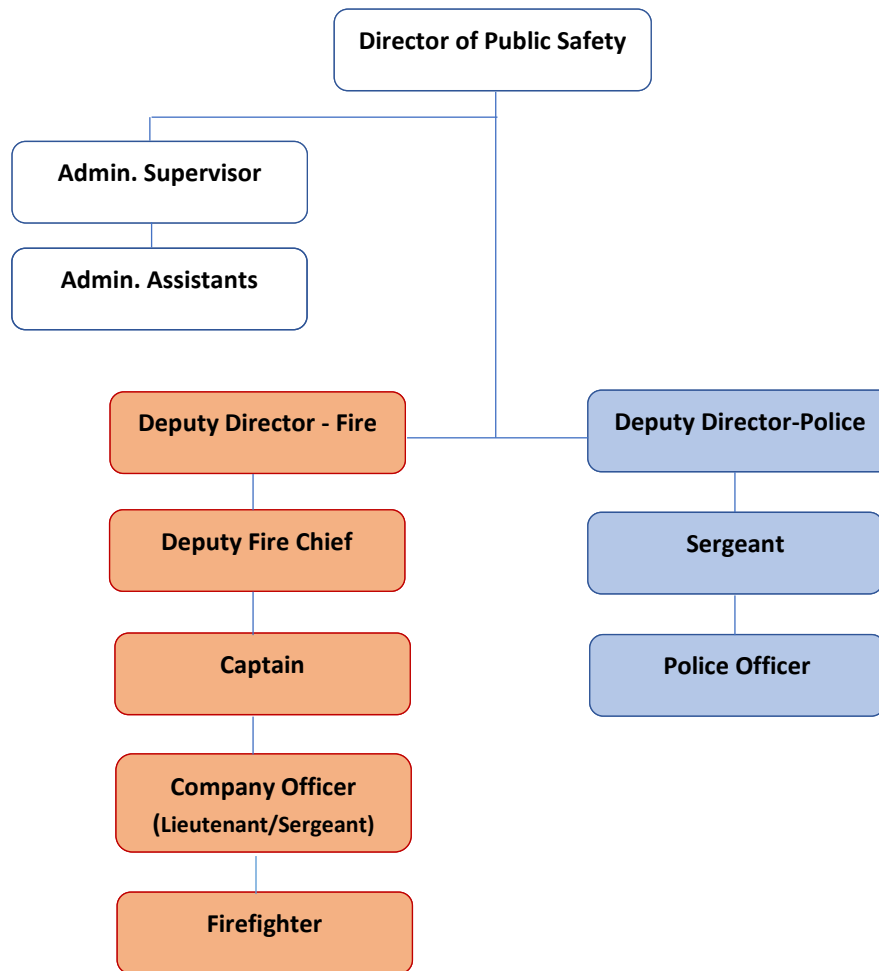 Director of Public Safety
Admin. Supervisor
Admin. Assistants
Deputy Director - Fire
Deputy Director-Police
Deputy Fire Chief
Sergeant
Captain
Police Officer
Company Officer
(Lieutenant/Sergeant)
Firefighter